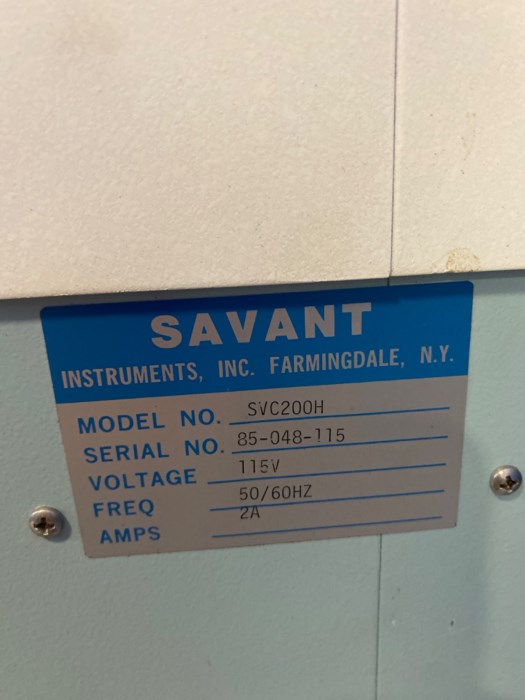 SAVANT
INSTRUMENTS, INC. FARMINGDALE, N.Y.
MODEL NO. SVC200H
SERIAL NO. 85-048-115
VOLTAGE 115V
FREQ 50/60HZ
AMPS 2A